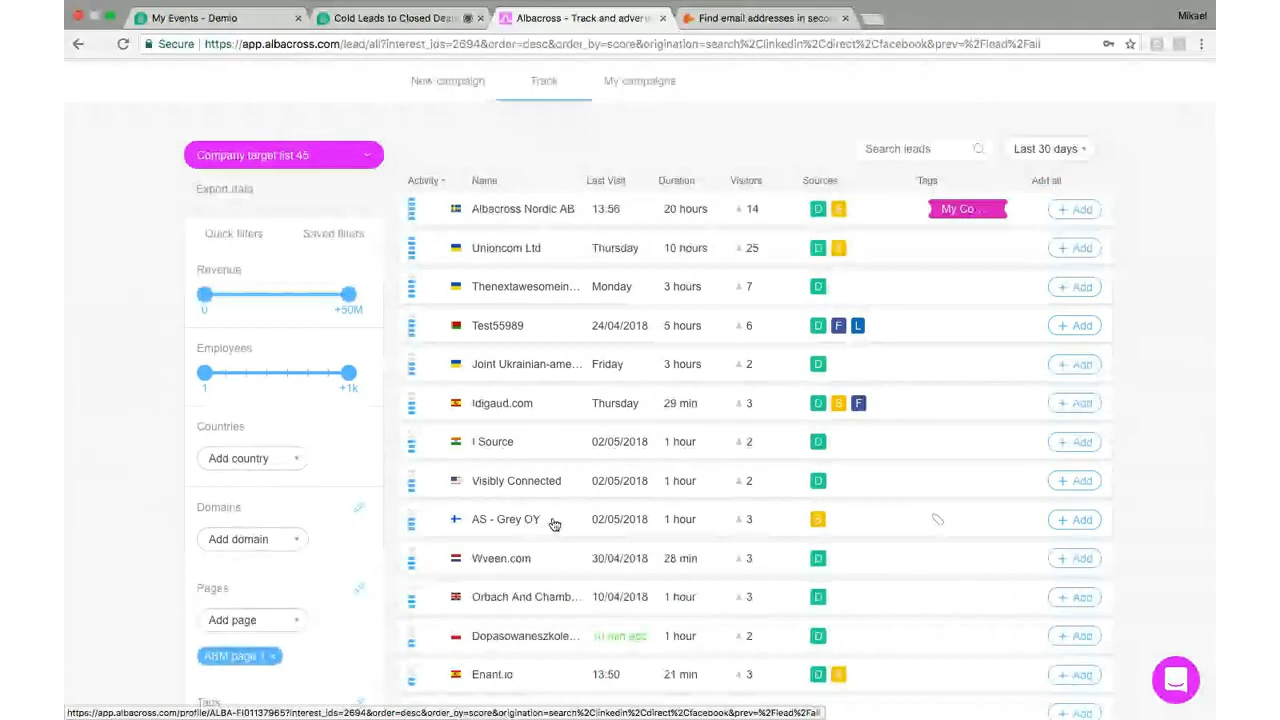 My Events - Demio
Cold Leads to Closed Dea
Albacross - Track and adver
Find email addresses in seco
Mikael
Secure | https://app.albacross.com/lead/all?interest_ids=2694&order=desc&order_by=score&origination=search%2Clinkedin%2Cdirect%2Cfacebook&prev=%2Flead%2Fall
New campaign Track My campaigns
Company target list 45
Search leads Last 30 days
Export data
Activity Name Last Visit Duration Visitors Sources Tags Add all
Albacross Nordic AB 13:56 20 hours 14 D S My Co... + Add
Quick filters Saved filters
Unioncom Ltd Thursday 10 hours 25 D S + Add
Revenue
0 +50M
Thenextawesomein... Monday 3 hours 7 D + Add
Test55989 24/04/2018 5 hours 6 D F L + Add
Employees
1 +1k
Joint Ukrainian-ame... Friday 3 hours 2 D + Add
Idigaud.com Thursday 29 min 3 D S F + Add
Countries
Add country
I Source 02/05/2018 1 hour 2 D + Add
Visibly Connected 02/05/2018 1 hour 2 D + Add
Domains
Add domain
AS - Grey OY 02/05/2018 1 hour 3 S + Add
Wveen.com 30/04/2018 28 min 3 D + Add
Pages
Add page
Orbach And Chamb... 10/04/2018 1 hour 3 D + Add
ABM page 1 ×
Dopasowaneszkole... 10 min ago 1 hour 2 D + Add
Enant.io 13:50 21 min 3 D S + Add
Tags
+ Add
https://app.albacross.com/profile/ALBA-FI01137965?interest_ids=2694&order=desc&order_by=score&origination=search%2Clinkedin%2Cdirect%2Cfacebook&prev=%2Flead%2Fall